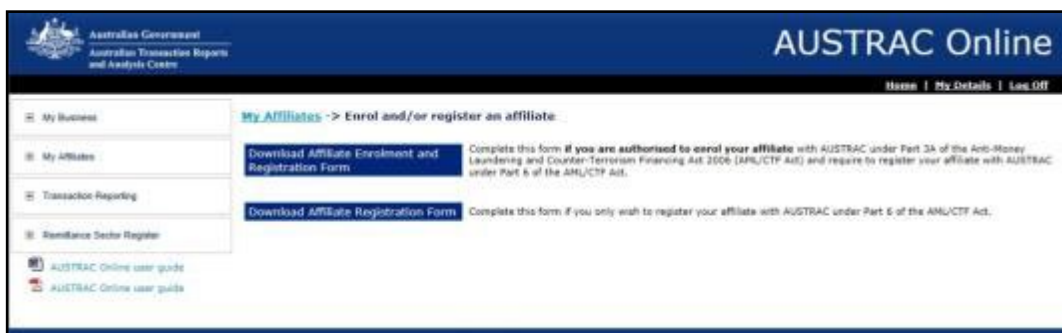 Australian Government
Australian Transaction Reports
and Analysis Centre
AUSTRAC Online
Home | My Details | Log Off
My Business
My Affiliates
Transaction Reporting
Remittance Sector Register
AUSTRAC Online user guide
AUSTRAC Online user guide
My Affiliates -> Enrol and/or register an affiliate
Download Affiliate Enrolment and
Registration Form
Complete this form if you are authorised to enrol your affiliate with AUSTRAC under Part 3A of the Anti-Money
Laundering and Counter-Terrorism Financing Act 2006 (AML/CTF Act) and require to register your affiliate with AUSTRAC
under Part 6 of the AML/CTF Act.
Download Affiliate Registration Form
Complete this form if you only wish to register your affiliate with AUSTRAC under Part 6 of the AML/CTF Act.